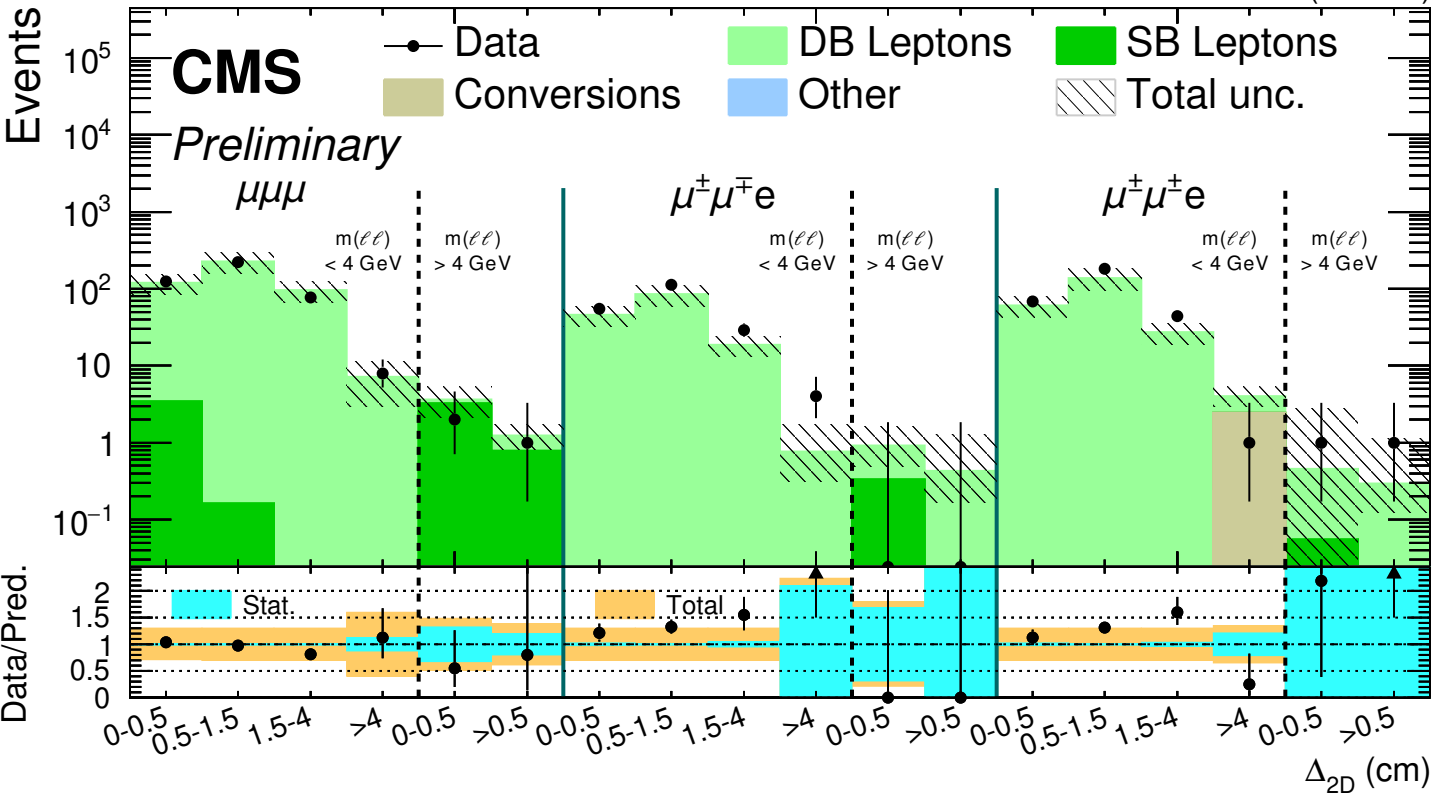 Events
10⁵
10⁴
10³
10²
10
1
10⁻¹
CMS
Preliminary
Data
DB Leptons
SB Leptons
Conversions
Other
Total unc.
μμμ
μ±μ∓e
μ±μ±e
m(ℓℓ)
< 4 GeV
m(ℓℓ)
> 4 GeV
m(ℓℓ)
< 4 GeV
m(ℓℓ)
> 4 GeV
m(ℓℓ)
< 4 GeV
m(ℓℓ)
> 4 GeV
Data/Pred.
2
1.5
1
0.5
0
Stat.
Total
0-0.5
0.5-1.5
1.5-4
>4
0-0.5
>0.5
0-0.5
0.5-1.5
1.5-4
>4
0-0.5
>0.5
0-0.5
0.5-1.5
1.5-4
>4
0-0.5
>0.5
Δ2D (cm)